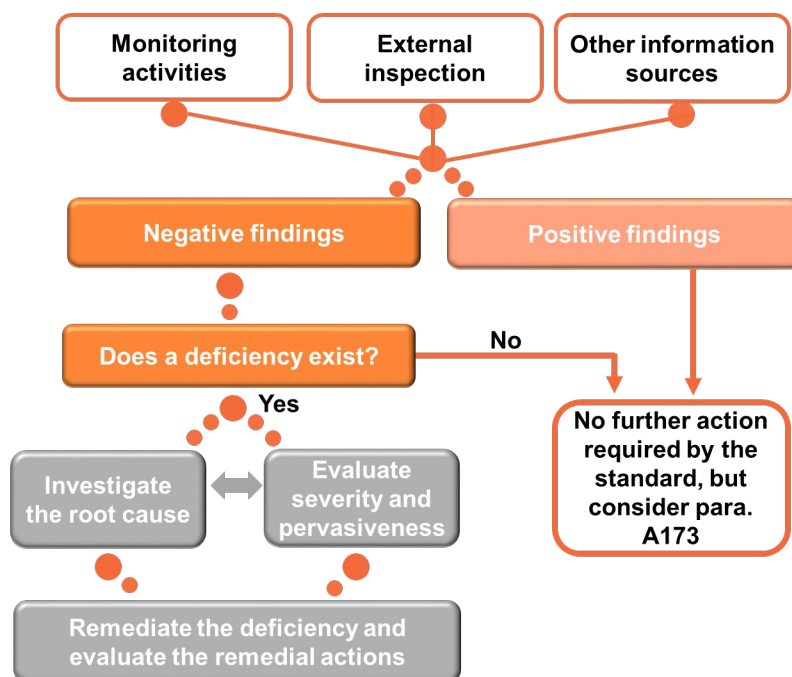 Monitoring
activities
External
inspection
Other information
sources
Negative findings
Positive findings
Does a deficiency exist?
No
Yes
No further action
required by the
standard, but
consider para.
A173
Investigate
the root cause
Evaluate
severity and
pervasiveness
Remediate the deficiency and
evaluate the remedial actions